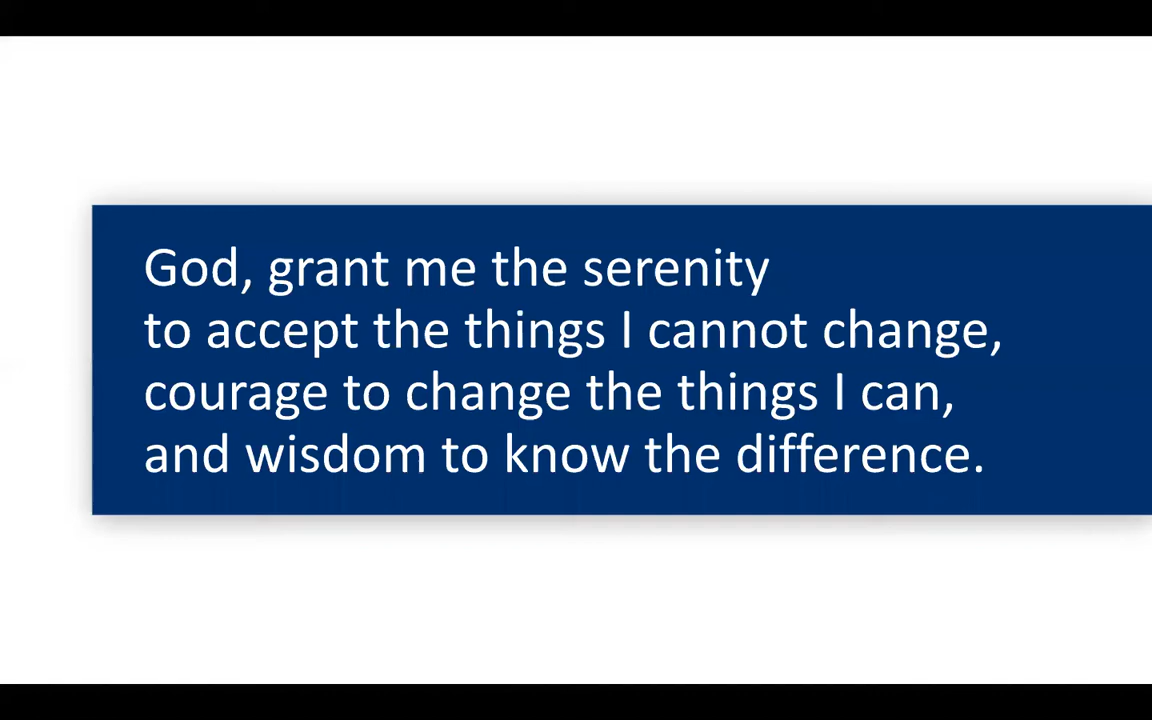 God, grant me the serenity
to accept the things I cannot change,
courage to change the things I can,
and wisdom to know the difference.